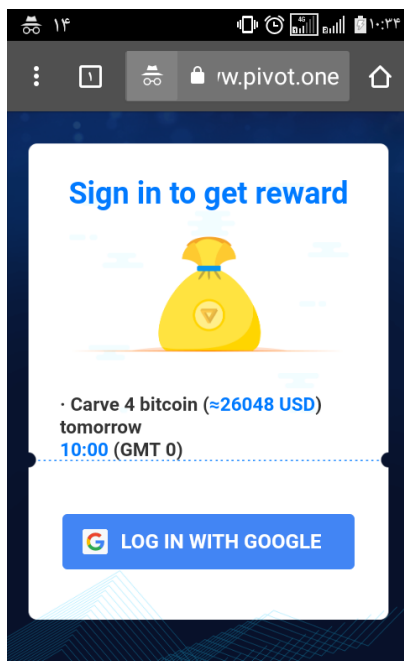 ۱۴
46
۱۰:۳۴
۱
w.pivot.one
Sign in to get reward
· Carve 4 bitcoin (≈26048 USD)
tomorrow
10:00 (GMT 0)
G LOG IN WITH GOOGLE